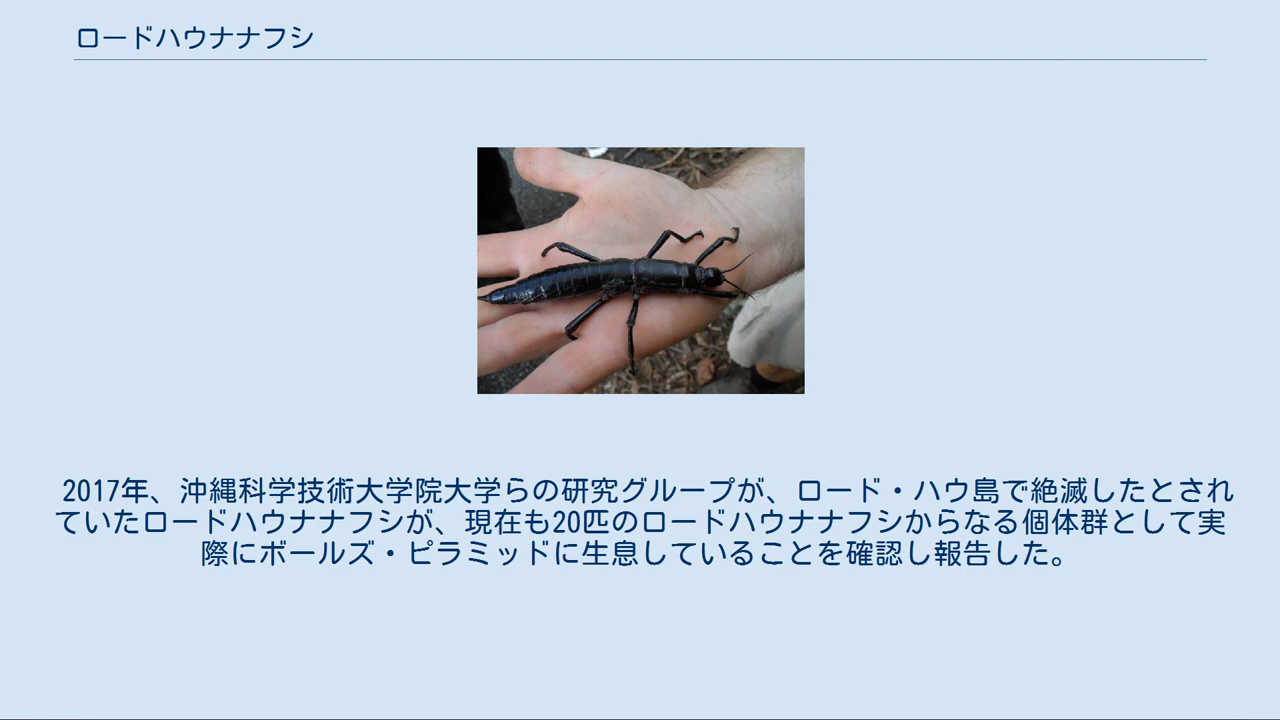 ロードハウナナフシ
2017年、沖縄科学技術大学院大学らの研究グループが、ロード・ハウ島で絶滅したとされ
ていたロードハウナナフシが、現在も20匹のロードハウナナフシからなる個体群として実
際にボールズ・ピラミッドに生息していることを確認し報告した。